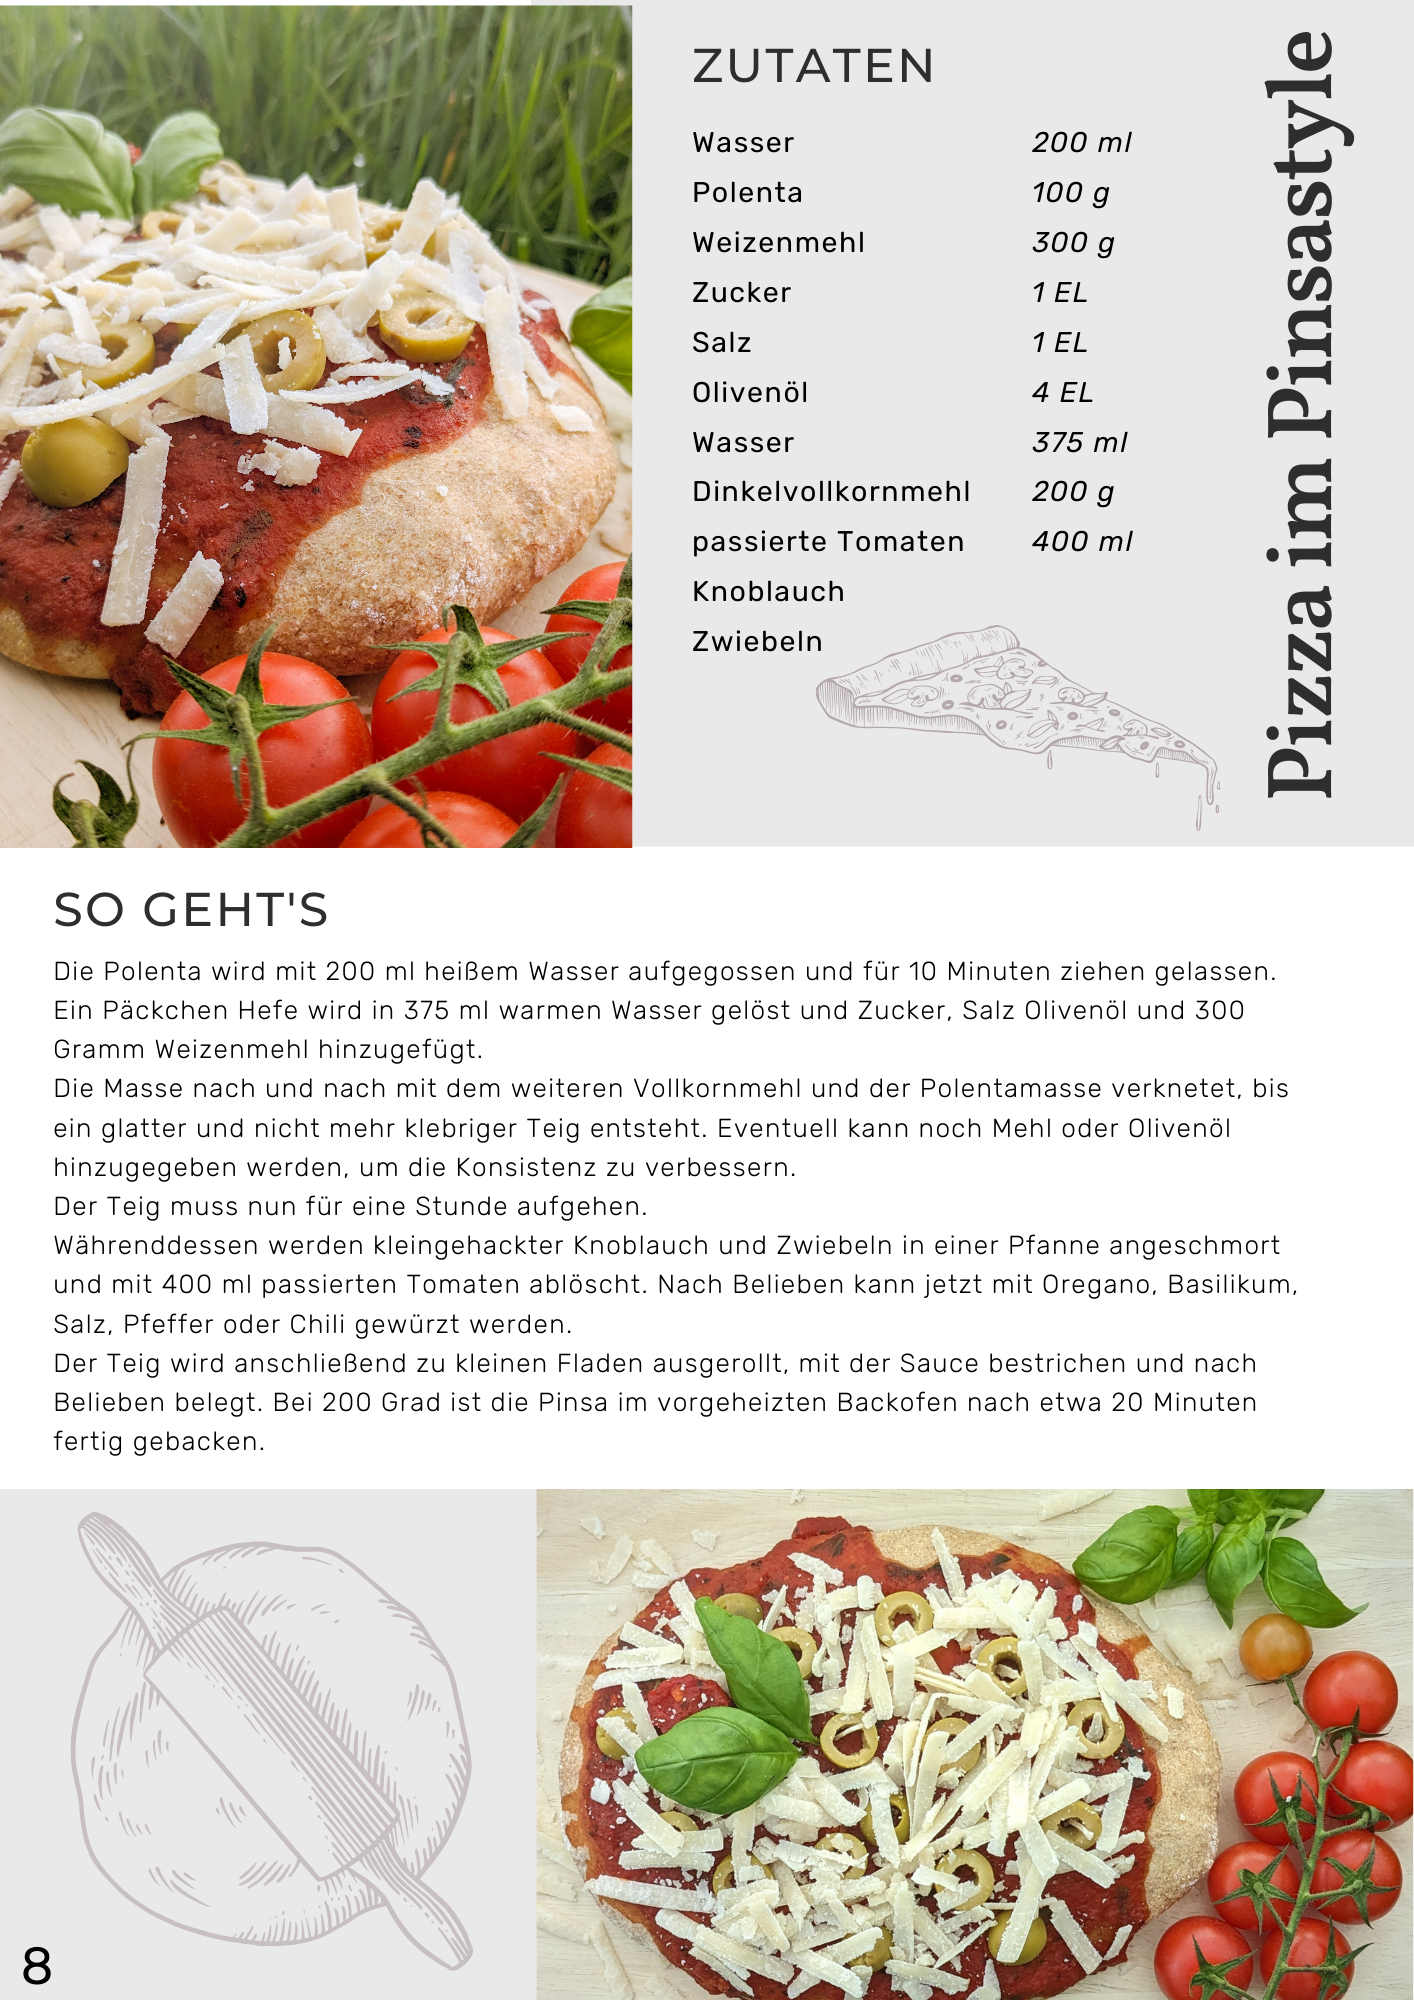 Pizza im Pinsastyle
ZUTATEN
Wasser 200 ml
Polenta 100 g
Weizenmehl 300 g
Zucker 1 EL
Salz 1 EL
Olivenöl 4 EL
Wasser 375 ml
Dinkelvollkornmehl 200 g
passierte Tomaten 400 ml
Knoblauch
Zwiebeln
SO GEHT'S
Die Polenta wird mit 200 ml heißem Wasser aufgegossen und für 10 Minuten ziehen gelassen.
Ein Päckchen Hefe wird in 375 ml warmen Wasser gelöst und Zucker, Salz Olivenöl und 300
Gramm Weizenmehl hinzugefügt.
Die Masse nach und nach mit dem weiteren Vollkornmehl und der Polentamasse verknetet, bis
ein glatter und nicht mehr klebriger Teig entsteht. Eventuell kann noch Mehl oder Olivenöl
hinzugegeben werden, um die Konsistenz zu verbessern.
Der Teig muss nun für eine Stunde aufgehen.
Währenddessen werden kleingehackter Knoblauch und Zwiebeln in einer Pfanne angeschmort
und mit 400 ml passierten Tomaten ablöscht. Nach Belieben kann jetzt mit Oregano, Basilikum,
Salz, Pfeffer oder Chili gewürzt werden.
Der Teig wird anschließend zu kleinen Fladen ausgerollt, mit der Sauce bestrichen und nach
Belieben belegt. Bei 200 Grad ist die Pinsa im vorgeheizten Backofen nach etwa 20 Minuten
fertig gebacken.
8